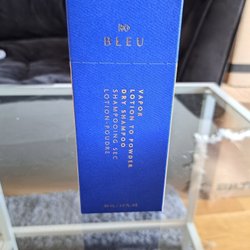 BLEU
VAPOR
LOTION TO POWDER
DRY SHAMPOO
SHAMPOOING SEC
LOTION-POUDRE